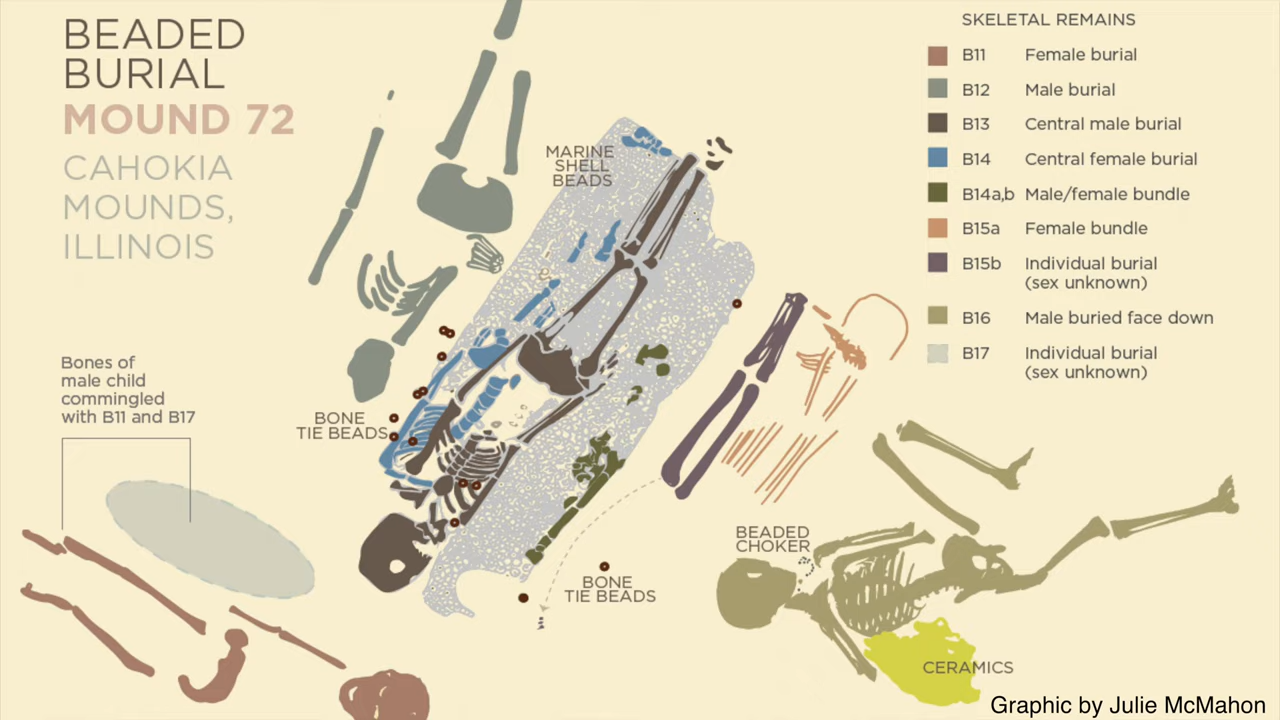 BEADED
BURIAL
MOUND 72
CAHOKIA
MOUNDS,
ILLINOIS
MARINE
SHELL
BEADS
BONE
TIE BEADS
Bones of
male child
commingled
with B11 and B17
BONE
TIE BEADS
BEADED
CHOKER
CERAMICS
SKELETAL REMAINS
B11 Female burial
B12 Male burial
B13 Central male burial
B14 Central female burial
B14a,b Male/female bundle
B15a Female bundle
B15b Individual burial
(sex unknown)
B16 Male buried face down
B17 Individual burial
(sex unknown)
Graphic by Julie McMahon